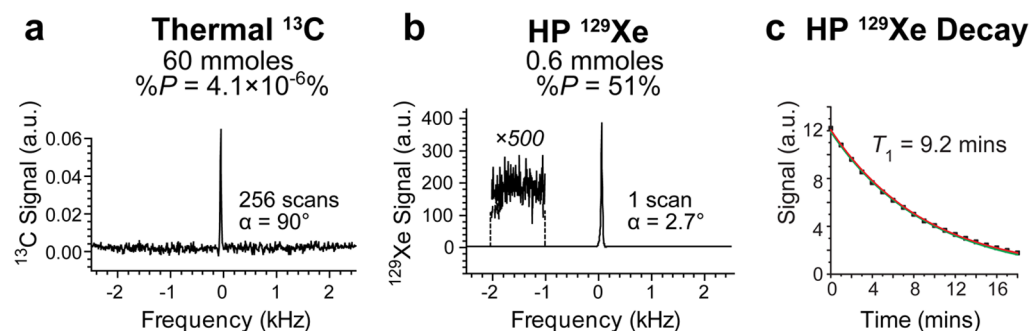 a Thermal ¹³C
60 mmoles
%P = 4.1×10⁻⁶%
¹³C Signal (a.u.)
0.06
0.04
0.02
0.00
256 scans
α = 90°
-2 -1 0 1 2
Frequency (kHz)
b HP ¹²⁹Xe
0.6 mmoles
%P = 51%
¹²⁹Xe Signal (a.u.)
400
300
200
100
0
×500
1 scan
α = 2.7°
-2 -1 0 1 2
Frequency (kHz)
c HP ¹²⁹Xe Decay
Signal (a.u.)
12
8
4
0
T₁ = 9.2 mins
0 4 8 12 16
Time (mins)